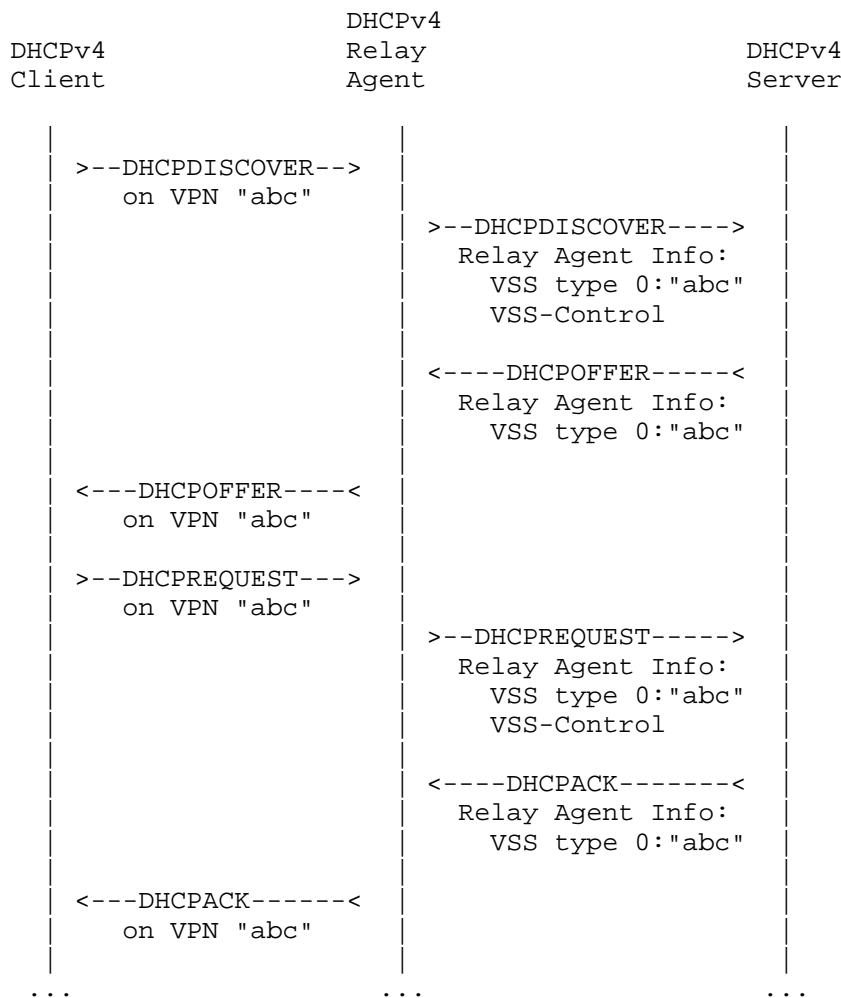 DHCPv4
DHCPv4 Relay DHCPv4
Client Agent Server
>--DHCPDISCOVER-->
on VPN "abc"
>--DHCPDISCOVER---->
Relay Agent Info:
VSS type 0:"abc"
VSS-Control
<----DHCPOFFER-----<
Relay Agent Info:
VSS type 0:"abc"
<---DHCPOFFER----<
on VPN "abc"
>--DHCPREQUEST--->
on VPN "abc"
>--DHCPREQUEST----->
Relay Agent Info:
VSS type 0:"abc"
VSS-Control
<----DHCPACK-------<
Relay Agent Info:
VSS type 0:"abc"
<---DHCPACK------<
on VPN "abc"
... ... ...